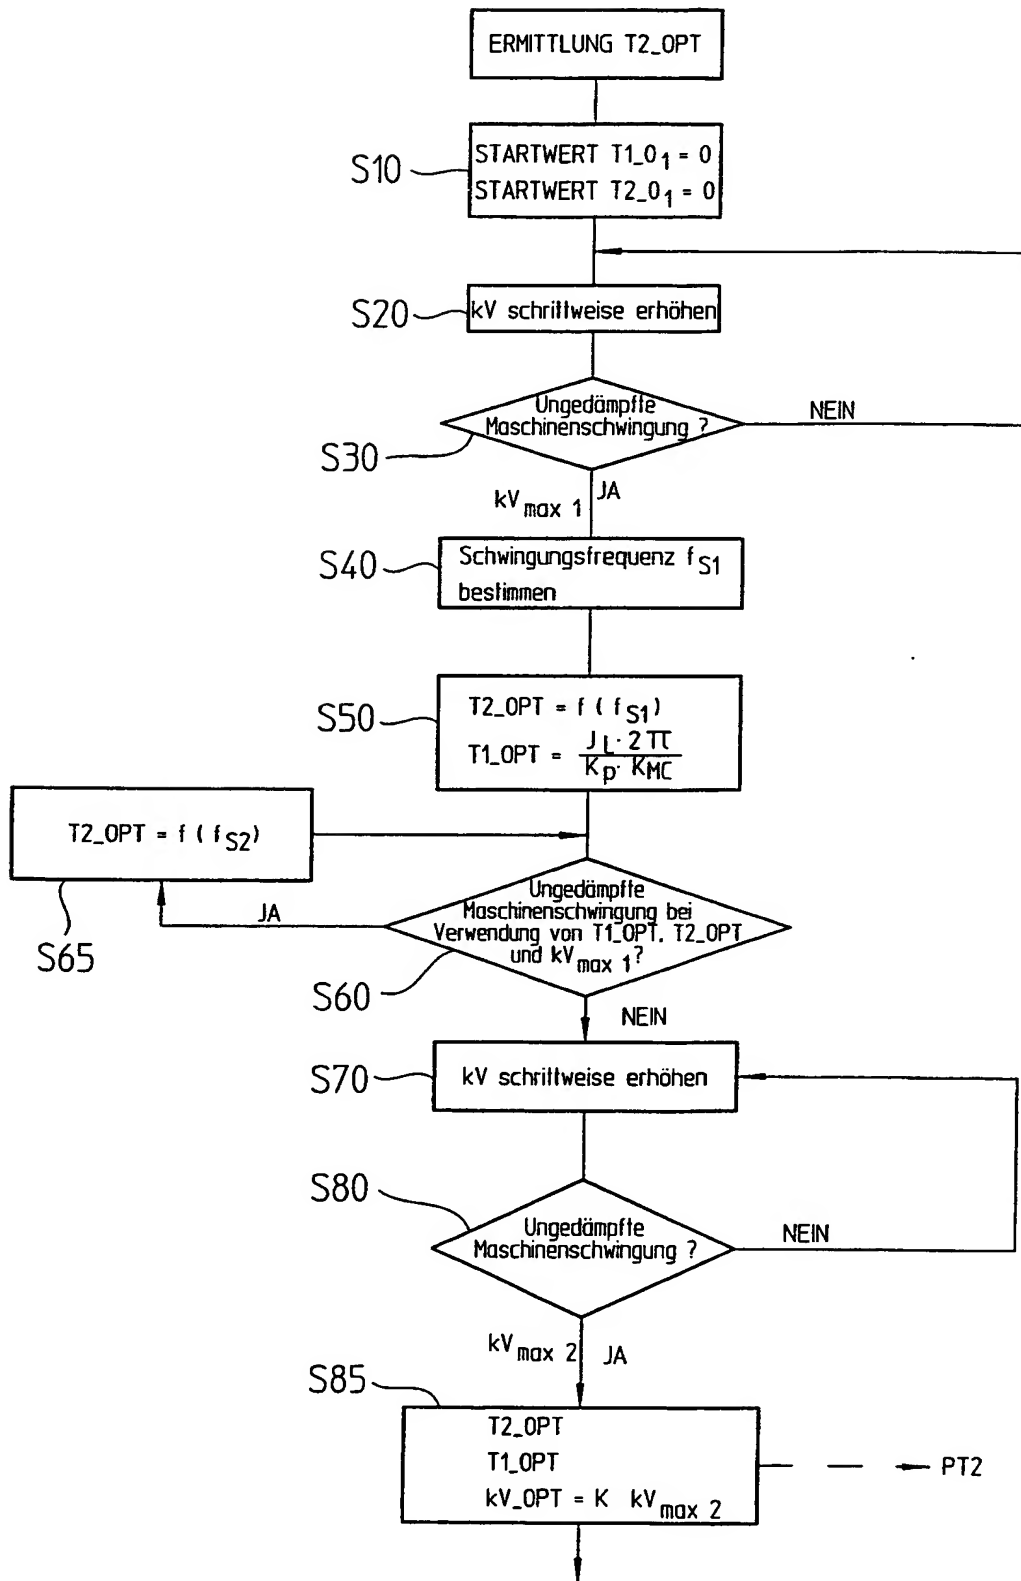 ERMITTLUNG T2_OPT
S10
STARTWERT T1_0₁ = 0
STARTWERT T2_0₁ = 0
S20
kV schrittweise erhöhen
Ungedämpfte
Maschinenschwingung ?
NEIN
S30
JA
kV max 1
S40
Schwingungsfrequenz f S1
bestimmen
S50
T2_OPT = f ( f S1 )
T1_OPT = J L · 2 π / K p · K MC
T2_OPT = f ( f S2 )
S65
JA
Ungedämpfte
Maschinenschwingung bei
Verwendung von T1_OPT, T2_OPT
und kV max 1 ?
S60
NEIN
S70
kV schrittweise erhöhen
S80
Ungedämpfte
Maschinenschwingung ?
NEIN
kV max 2
JA
S85
T2_OPT
T1_OPT
kV_OPT = K kV max 2
PT2